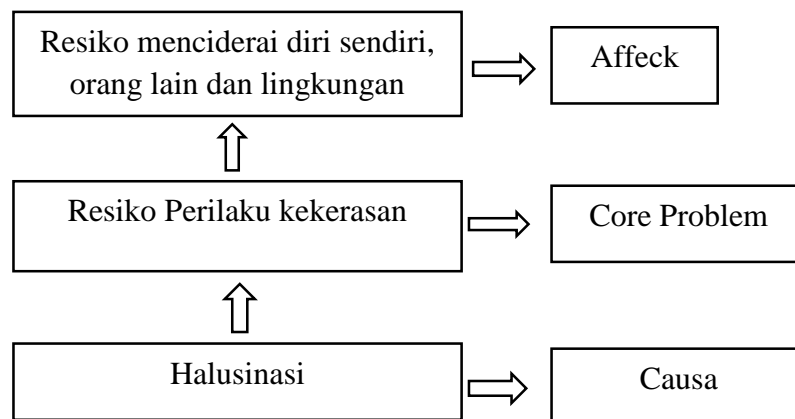 Resiko menciderai diri sendiri,
orang lain dan lingkungan
Affeck
Resiko Perilaku kekerasan
Core Problem
Halusinasi
Causa